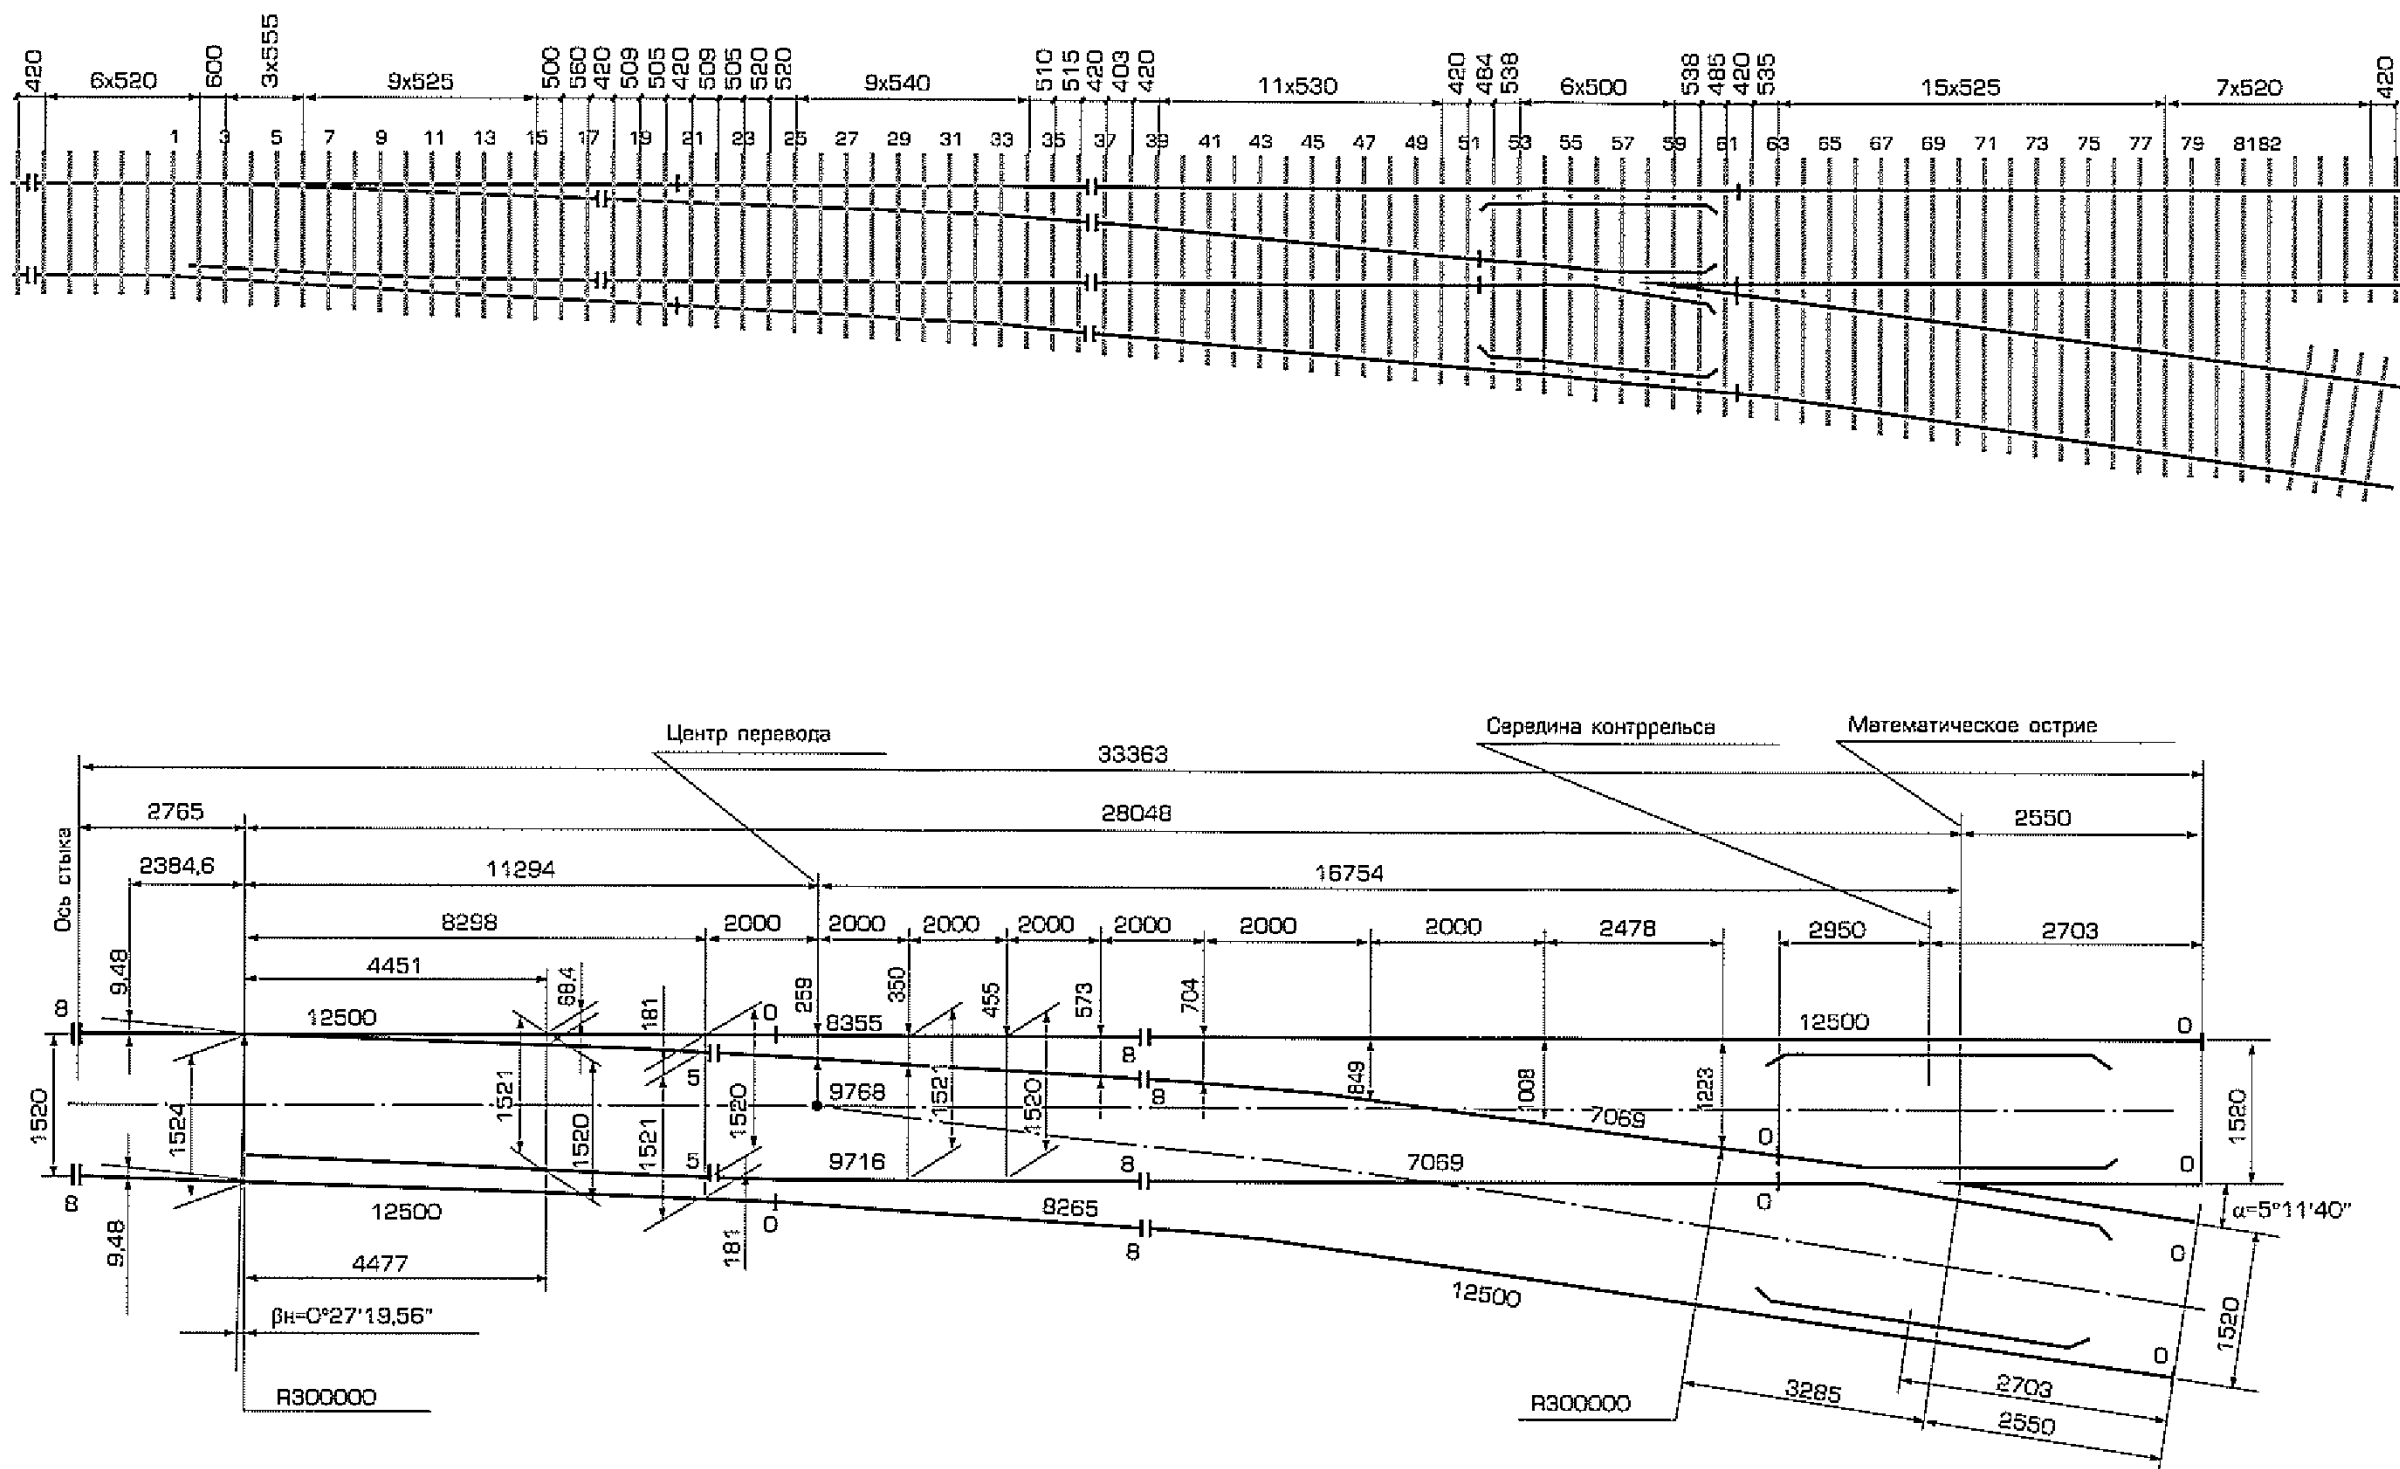 420 6x520 600 3x555 9x525 500 560 420 509 505 420 509 505 520 520 9x540 510 515 420 403 420 11x530 420 484 538 6x500 538 485 420 535 15x525 7x520 420
1 3 5 7 9 11 13 15 17 19 21 23 25 27 29 31 33 35 37 39 41 43 45 47 49 51 53 55 57 59 61 63 65 67 69 71 73 75 77 79 81 82
Центр перевода
Середина контррельса
Математическое острие
33363
2765 28048 2550
Ось стыка
2384,6 11294 16754
8298 2000 2000 2000 2000 2000 2000 2000 2478 2950 2703
4451
9,48 68,4 181 259 350 455 573 704
8 12500 0 8355 8 12500 0
5 8
849 1008 1223
1520 1524 1521 1520 1521 1520 9768 1521 1520 7069 0 1520
8 5 9716 8 7069 0 0
12500 0 8265 8
9,48 181
α=5°11'40"
0
4477
12500
1520
βн=0°27'19,56"
0
R300000
R300000
3285 2703
2550